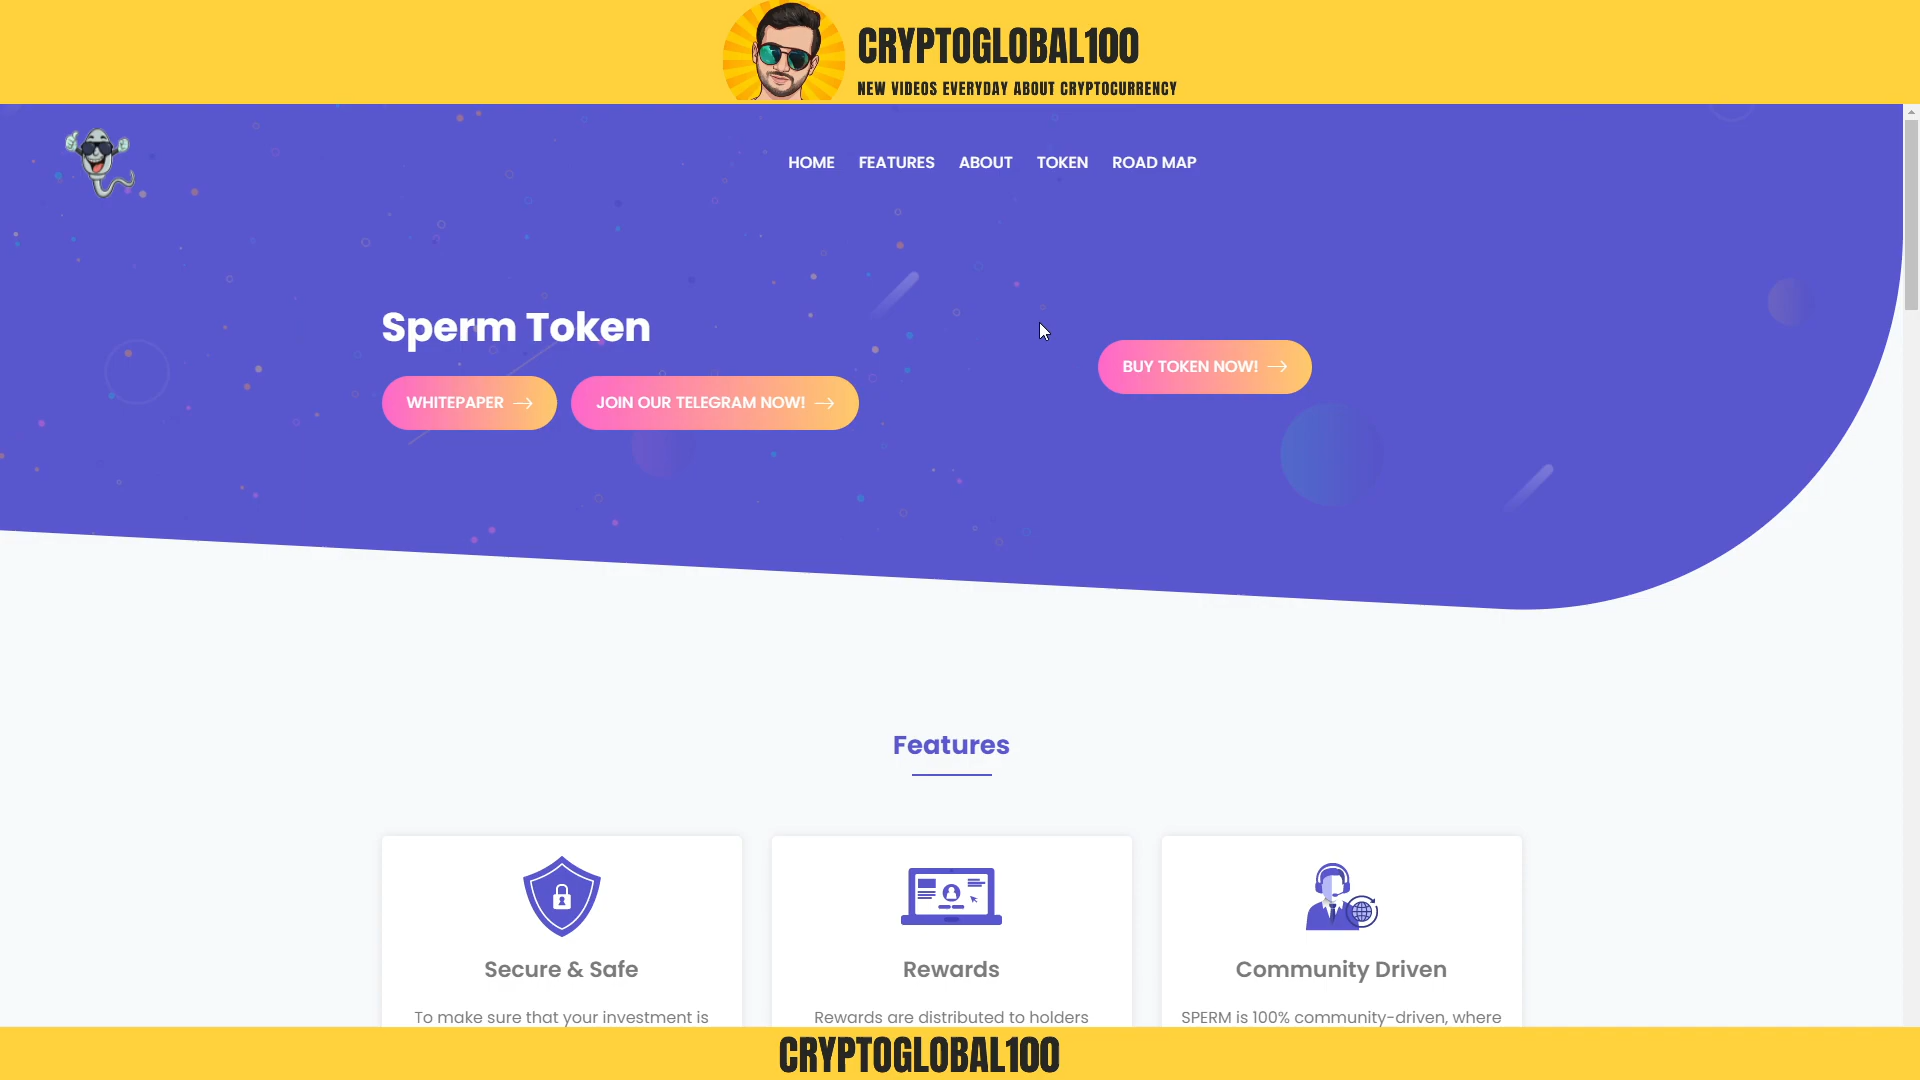 CRYPTOGLOBAL100
NEW VIDEOS EVERYDAY ABOUT CRYPTOCURRENCY
HOME FEATURES ABOUT TOKEN ROAD MAP
Sperm Token
WHITEPAPER JOIN OUR TELEGRAM NOW!
BUY TOKEN NOW!
Features
Secure & Safe
To make sure that your investment is
Rewards
Rewards are distributed to holders
Community Driven
SPERM is 100% community-driven, where
CRYPTOGLOBAL100